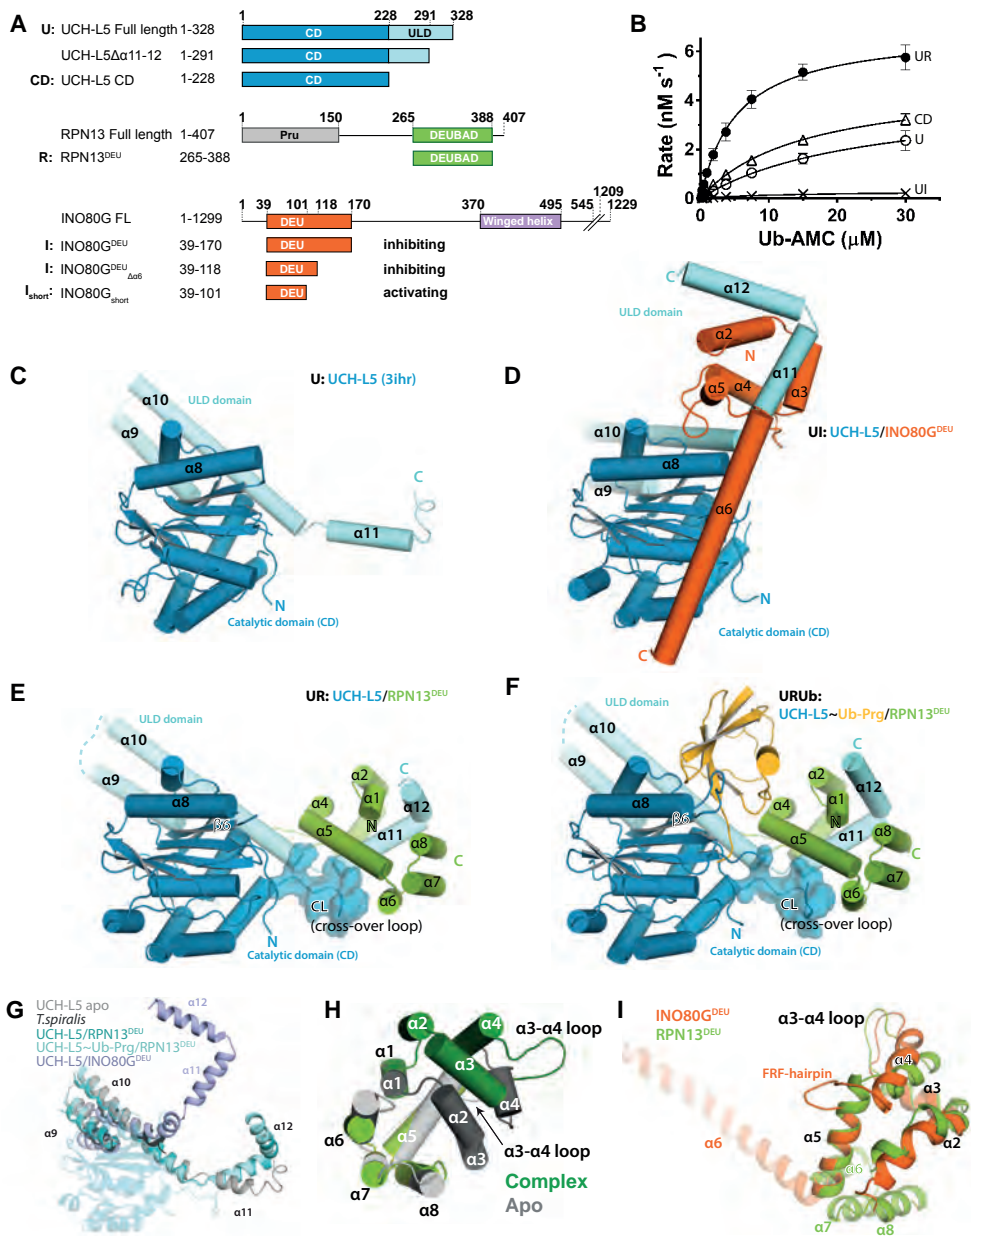 A
1 228 291 328
U: UCH-L5 Full length 1-328 CD ULD
UCH-L5Δα11-12 1-291 CD
CD: UCH-L5 CD 1-228 CD
1 150 265 388 407
RPN13 Full length 1-407 Pru DEUBAD
R: RPN13DEU 265-388 DEUBAD
1 39 101 118 170 370 495 545 1209
INO80G FL 1-1299 DEU Winged helix 1229
I: INO80GDEU 39-170 DEU inhibiting
I: INO80GDEU Δα6 39-118 DEU inhibiting
Ishort: INO80Gshort 39-101 DEU activating
B
Rate (nM s-1)
6
4
2
0
0 10 20 30
Ub-AMC (μM)
UR
CD
U
UI
C
U: UCH-L5 (3ihr)
α10
ULD domain
α9
α8
C
α11
N
Catalytic domain (CD)
D
C
α12
ULD domain
α2
N
α11
α5 α4 α3
UI: UCH-L5/INO80GDEU
α10
α8
α9
α6
N
Catalytic domain (CD)
C
E
UR: UCH-L5/RPN13DEU
ULD domain
α10
α9
α8
β6
α2
C
α4 α1 α12
N
α5 α11
α8
C
α7
α6
CL
(cross-over loop)
N
Catalytic domain (CD)
F
URUb:
UCH-L5~Ub-Prg/RPN13DEU
ULD domain
α10
α9
α8
β6
C
α2 α12
α4 α1
N
α5 α11 α8
C
α7
α6
CL
(cross-over loop)
N
Catalytic domain (CD)
G
UCH-L5 apo
T.spiralis
UCH-L5/RPN13DEU
UCH-L5~Ub-Prg/RPN13DEU
UCH-L5/INO80GDEU
α12
α11
α10
α9
α12
α11
H
α2 α4
α3-α4 loop
α1
α3
α1
α2 α4
α5
α6
α3
α3-α4 loop
α7
α8
Complex
Apo
I
INO80GDEU
RPN13DEU
α3-α4 loop
α4
FRF-hairpin
α3
α5
α2
α6
α6
α7
α8